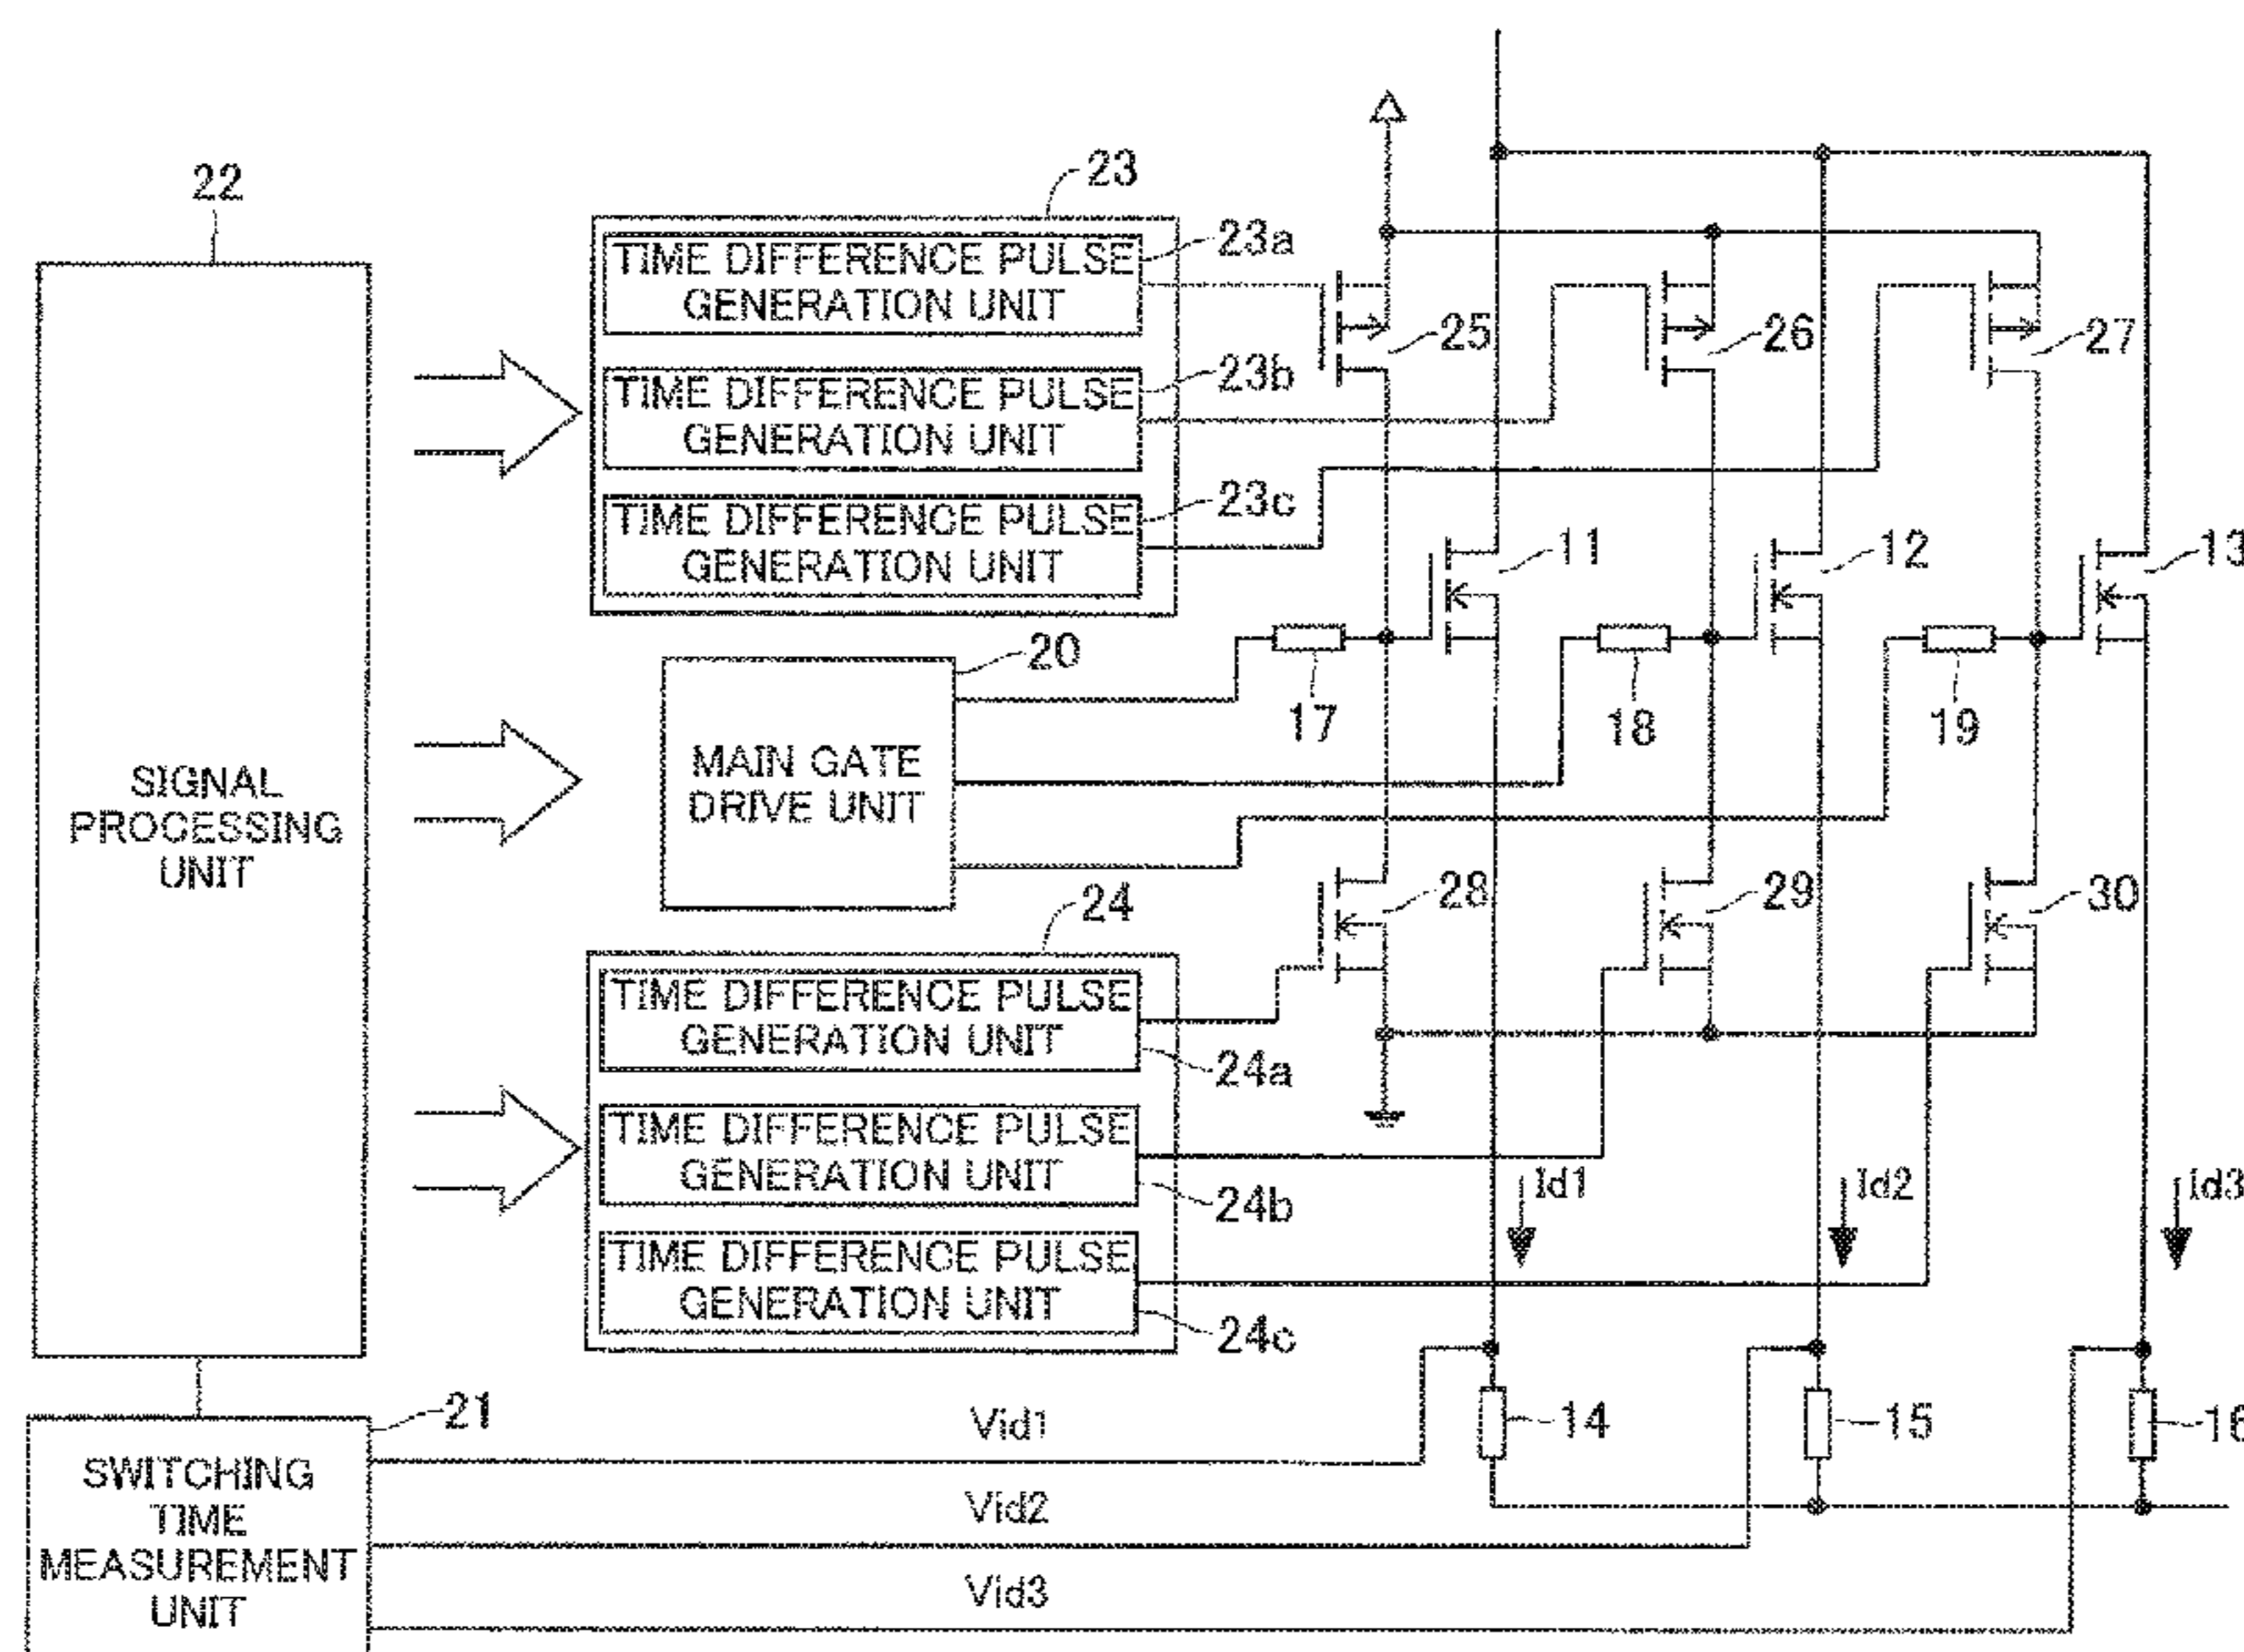 22
SIGNAL
PROCESSING
UNIT
23
TIME DIFFERENCE PULSE
GENERATION UNIT
23a
TIME DIFFERENCE PULSE
GENERATION UNIT
23b
TIME DIFFERENCE PULSE
GENERATION UNIT
23c
25
26
27
11
12
13
17
18
19
20
MAIN GATE
DRIVE UNIT
28
29
30
24
TIME DIFFERENCE PULSE
GENERATION UNIT
24a
TIME DIFFERENCE PULSE
GENERATION UNIT
24b
TIME DIFFERENCE PULSE
GENERATION UNIT
24c
Id1
Id2
Id3
14
15
16
21
SWITCHING
TIME
MEASUREMENT
UNIT
Vid1
Vid2
Vid3